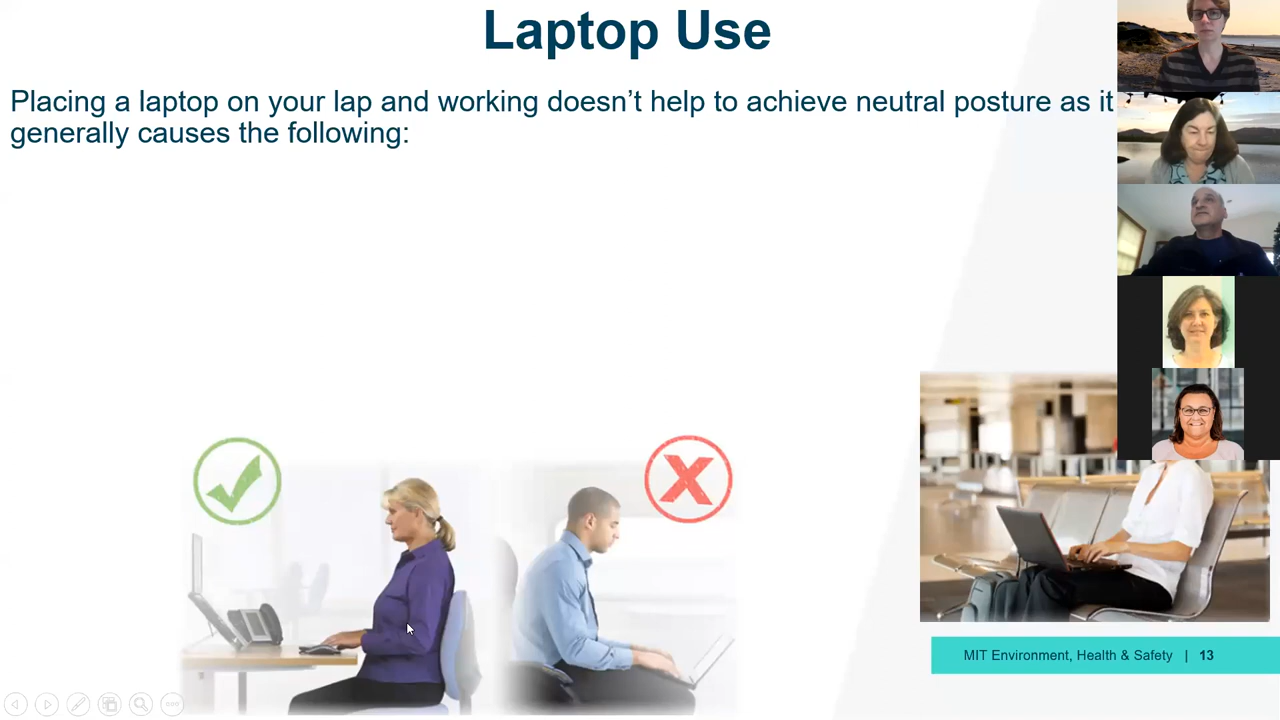 Laptop Use
Placing a laptop on your lap and working doesn’t help to achieve neutral posture as it
generally causes the following:
MIT Environment, Health & Safety | 13